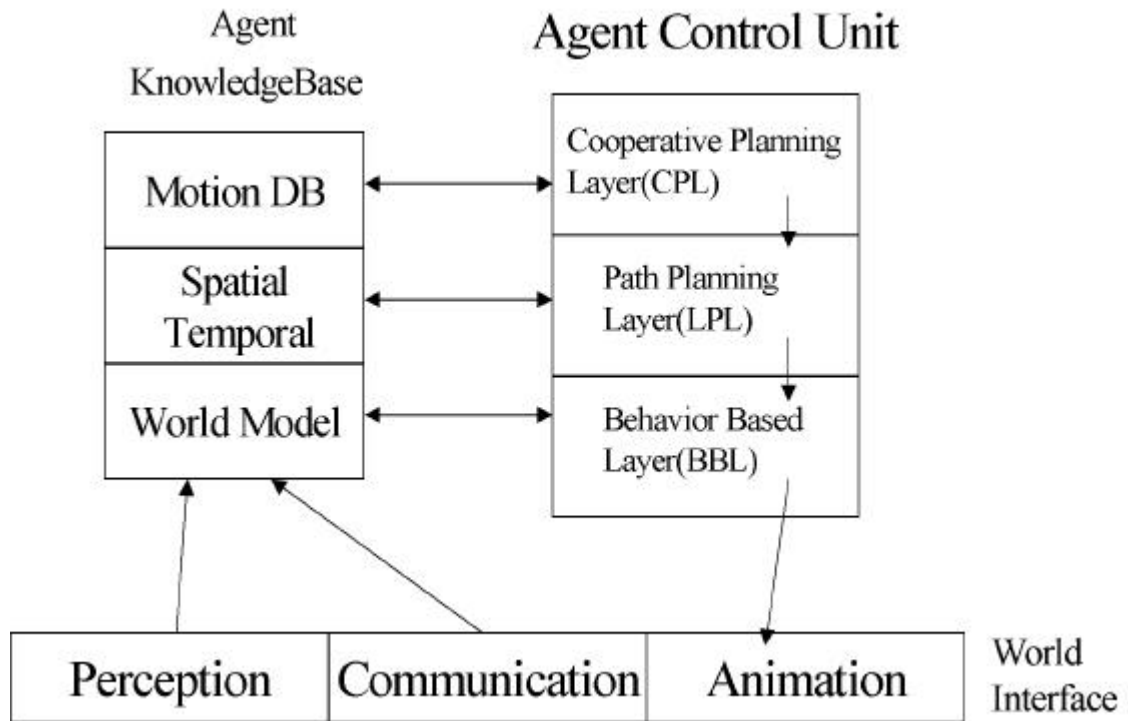 Agent
KnowledgeBase
Motion DB
Spatial
Temporal
World Model
Agent Control Unit
Cooperative Planning
Layer(CPL)
Path Planning
Layer(LPL)
Behavior Based
Layer(BBL)
Perception
Communication
Animation
World
Interface